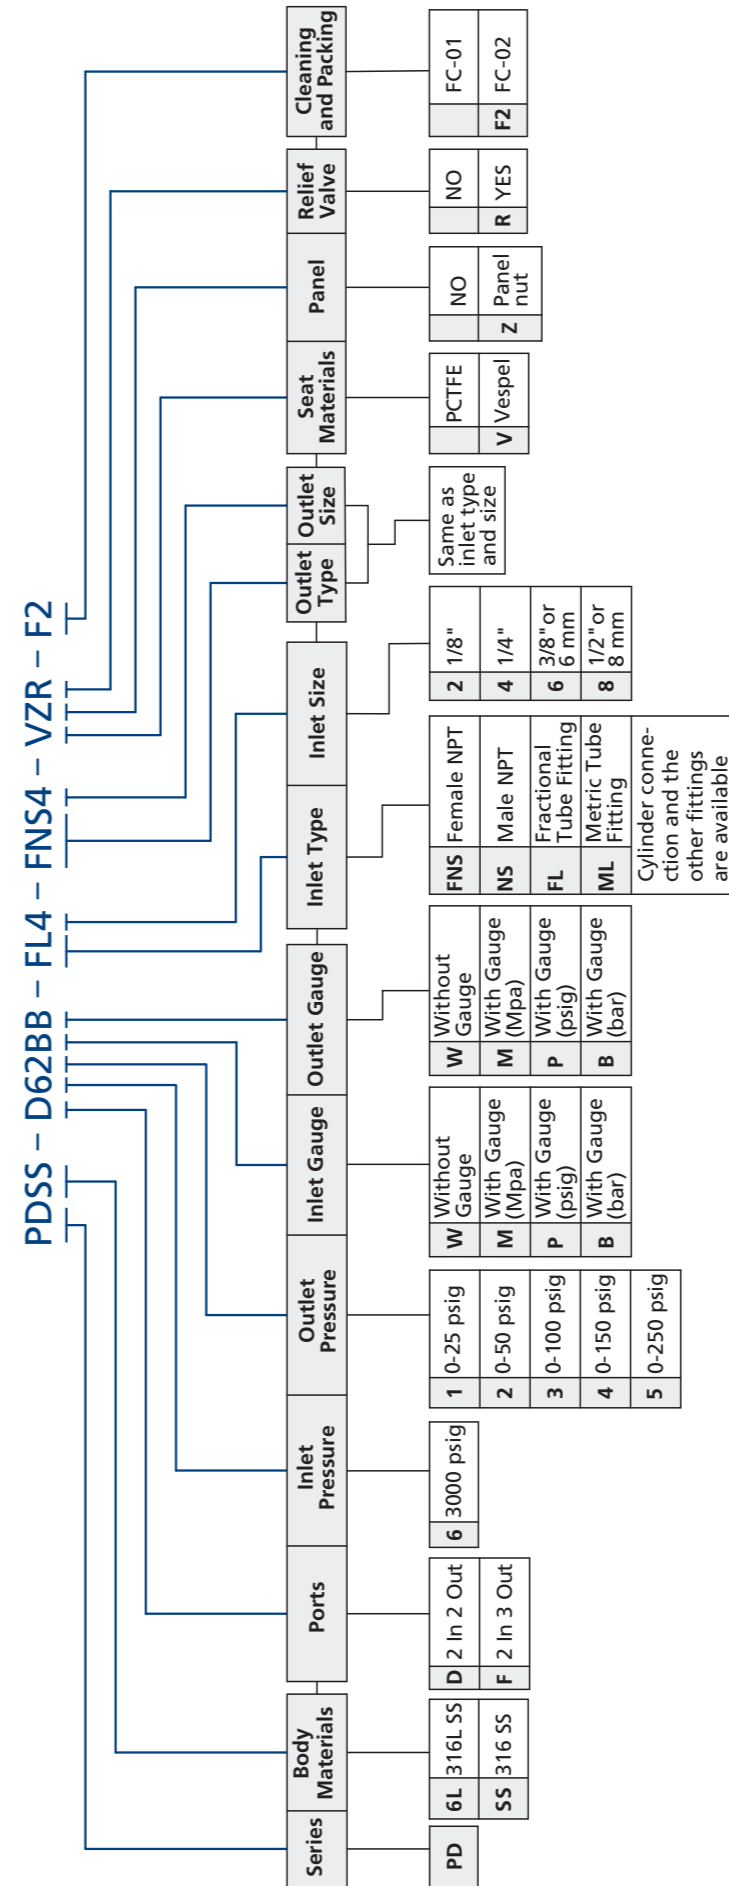 PDSS – D62BB – FL4 – FNS4 – VZR – F2
Series
PD
Body
Materials
6L 316L SS
SS 316 SS
Ports
D 2 In 2 Out
F 2 In 3 Out
Inlet
Pressure
6 3000 psig
Outlet
Pressure
1 0-25 psig
2 0-50 psig
3 0-100 psig
4 0-150 psig
5 0-250 psig
Inlet Gauge
W Without
Gauge
M With Gauge
(Mpa)
P With Gauge
(psig)
B With Gauge
(bar)
Outlet Gauge
W Without
Gauge
M With Gauge
(Mpa)
P With Gauge
(psig)
B With Gauge
(bar)
Inlet Type
FNS Female NPT
NS Male NPT
FL Fractional
Tube Fitting
ML Metric Tube
Fitting
Cylinder conne-
ction and the
other fittings
are available
Inlet Size
2 1/8"
4 1/4"
6 3/8" or
6 mm
8 1/2" or
8 mm
Outlet
Type
Outlet
Size
Same as
inlet type
and size
Seat
Materials
PCTFE
V Vespel
Panel
NO
Z Panel
nut
Relief
Valve
NO
R YES
Cleaning
and Packing
FC-01
F2 FC-02